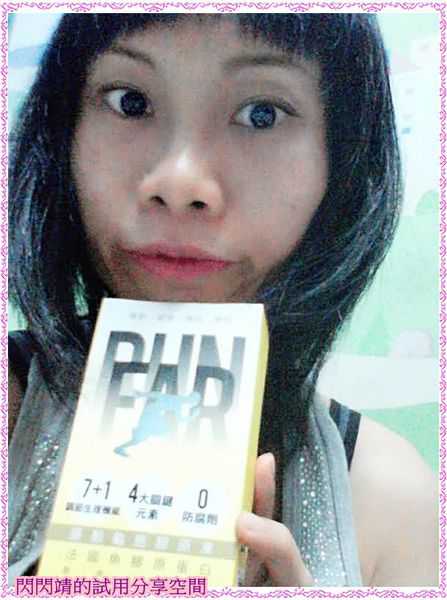 RUN
FAR
7+1
調節生理機能
4大關鍵
元素
0
防腐劑
法國魚膠原蛋白
閃閃靖的試用分享空間